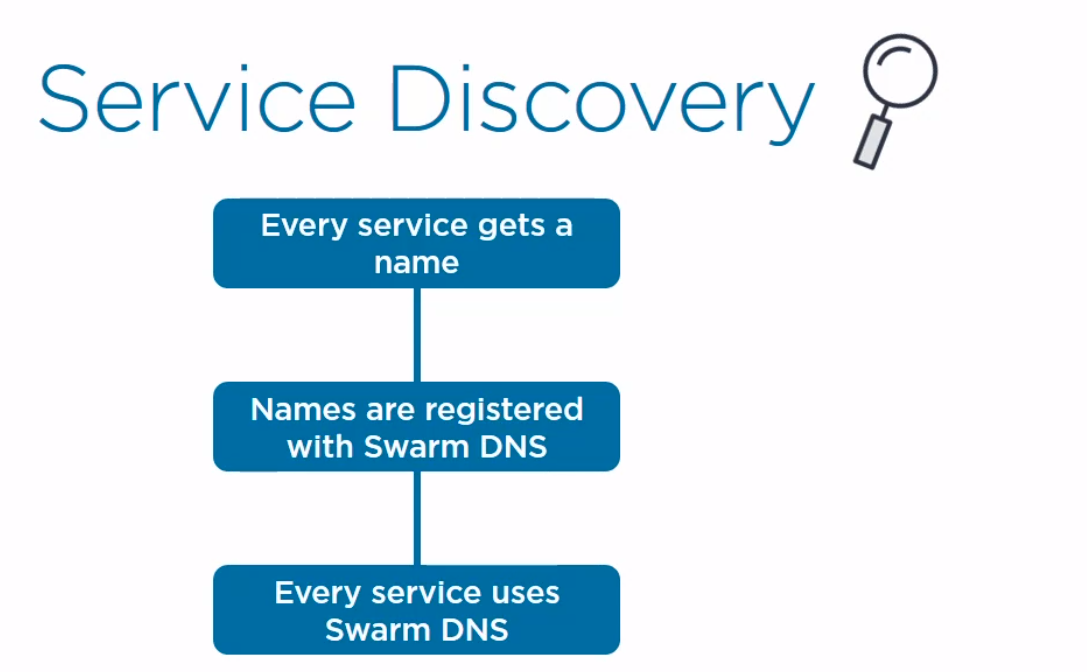 Service Discovery
Every service gets a
name
Names are registered
with Swarm DNS
Every service uses
Swarm DNS